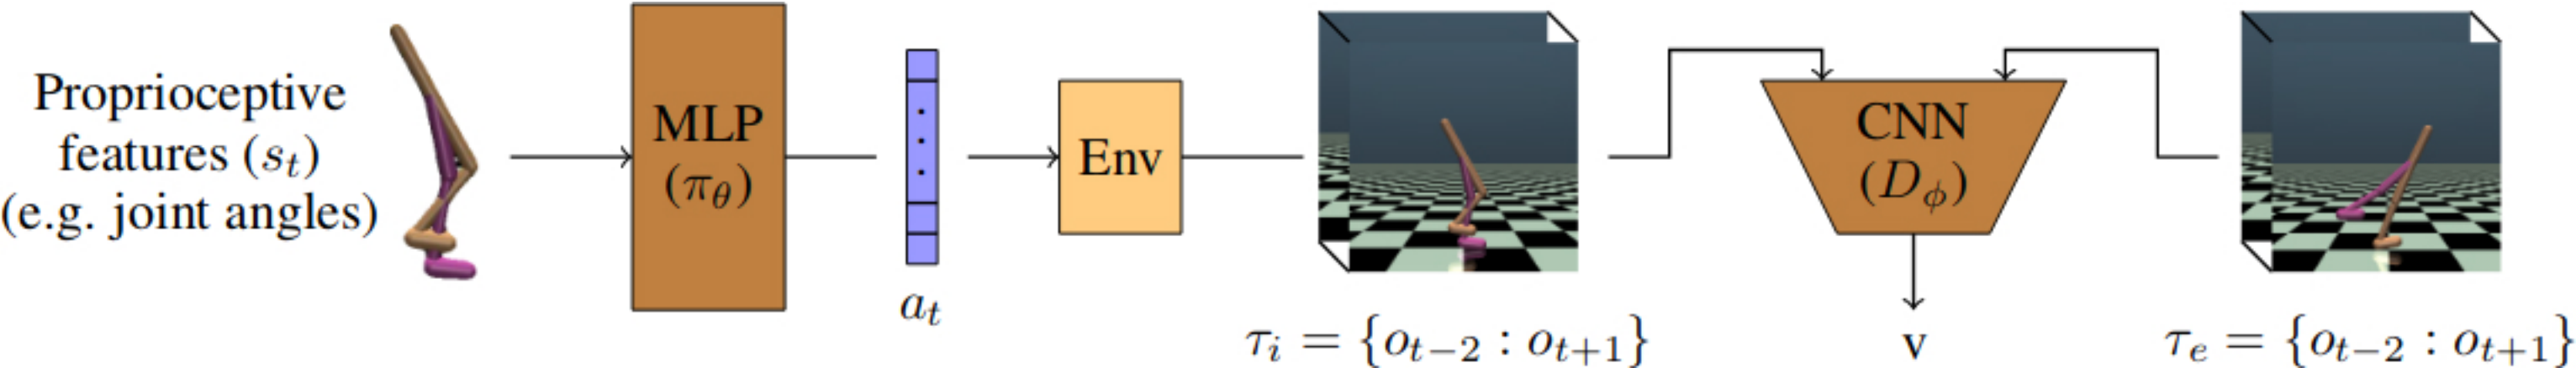 Proprioceptive
features (s_t)
(e.g. joint angles)
MLP
(π_θ)
a_t
Env
τ_i = {o_{t−2} : o_{t+1}}
CNN
(D_ϕ)
v
τ_e = {o_{t−2} : o_{t+1}}